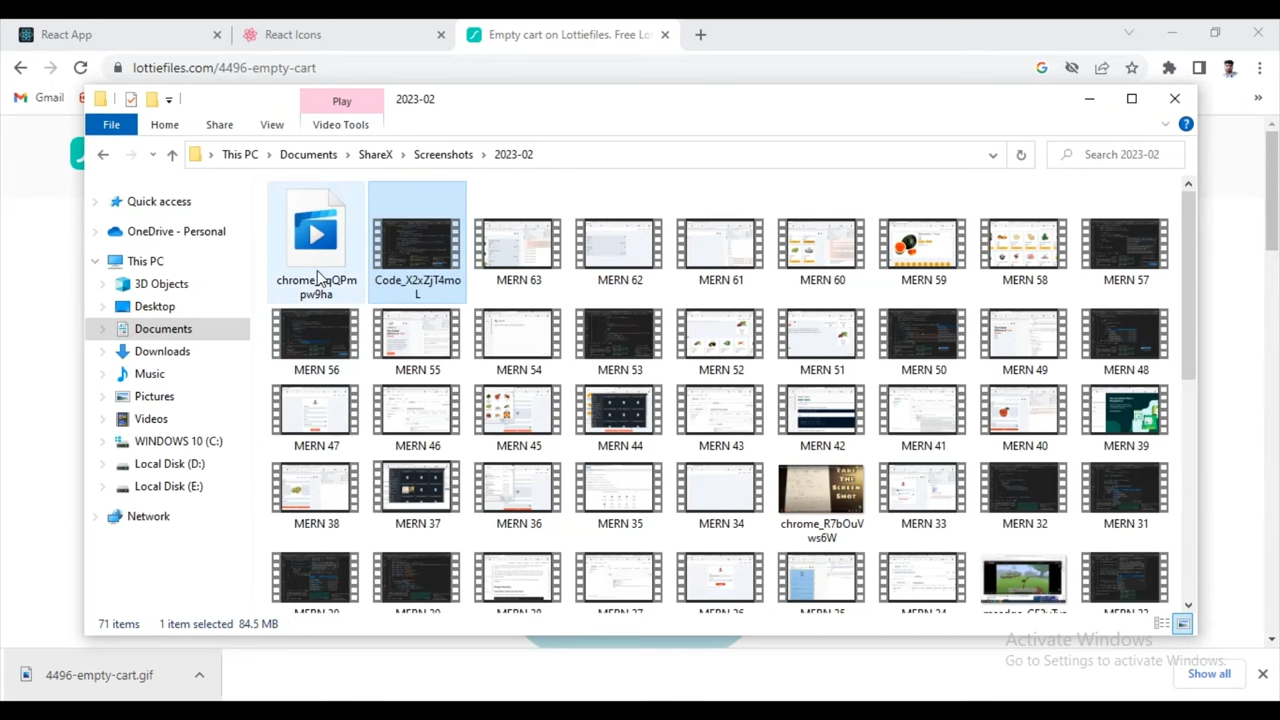 React App
React Icons
Empty cart on Lottiefiles. Free Lo
lottiefiles.com/4496-empty-cart
Gmail
»
Play
2023-02
File
Home
Share
View
Video Tools
This PC > Documents > ShareX > Screenshots > 2023-02
Search 2023-02
Quick access
OneDrive - Personal
This PC
3D Objects
Desktop
Documents
Downloads
Music
Pictures
Videos
WINDOWS 10 (C:)
Local Disk (D:)
Local Disk (E:)
Network
pw9ha
Code_X2xZjT4mo
L
MERN 63
MERN 62
MERN 61
MERN 60
MERN 59
MERN 58
MERN 57
MERN 56
MERN 55
MERN 54
MERN 53
MERN 52
MERN 51
MERN 50
MERN 49
MERN 48
MERN 47
MERN 46
MERN 45
MERN 44
MERN 43
MERN 42
MERN 41
MERN 40
MERN 39
MERN 38
MERN 37
MERN 36
MERN 35
MERN 34
chrome_R7bOuV
ws6W
MERN 33
MERN 32
MERN 31
TAKE
THE
SCREEN
SHOT
71 items
1 item selected 84.5 MB
Activate Windows
Go to Settings to activate Windows.
4496-empty-cart.gif
Show all